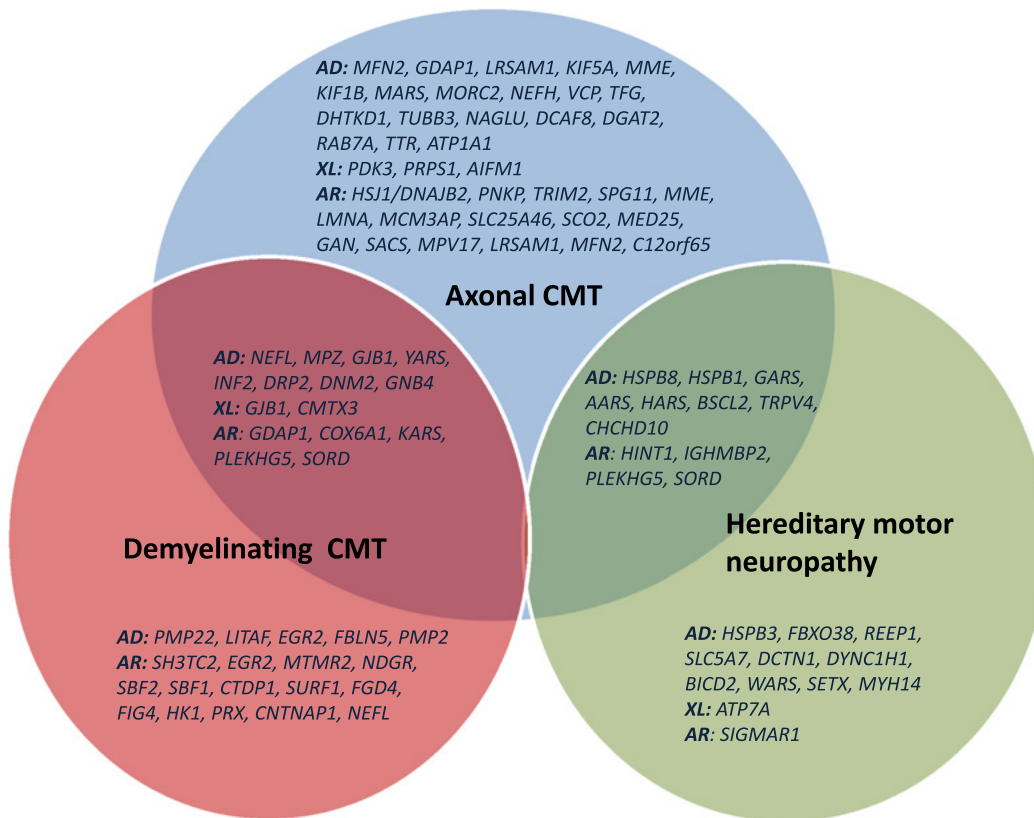 AD: MFN2, GDAP1, LRSAM1, KIF5A, MME,
KIF1B, MARS, MORC2, NEFH, VCP, TFG,
DHTKD1, TUBB3, NAGLU, DCAF8, DGAT2,
RAB7A, TTR, ATP1A1
XL: PDK3, PRPS1, AIFM1
AR: HSJ1/DNAJB2, PNKP, TRIM2, SPG11, MME,
LMNA, MCM3AP, SLC25A46, SCO2, MED25,
GAN, SACS, MPV17, LRSAM1, MFN2, C12orf65
Axonal CMT
AD: NEFL, MPZ, GJB1, YARS,
INF2, DRP2, DNM2, GNB4
XL: GJB1, CMTX3
AR: GDAP1, COX6A1, KARS,
PLEKHG5, SORD
AD: HSPB8, HSPB1, GARS,
AARS, HARS, BSCL2, TRPV4,
CHCHD10
AR: HINT1, IGHMBP2,
PLEKHG5, SORD
Demyelinating CMT
Hereditary motor
neuropathy
AD: PMP22, LITAF, EGR2, FBLN5, PMP2
AR: SH3TC2, EGR2, MTMR2, NDGR,
SBF2, SBF1, CTDP1, SURF1, FGD4,
FIG4, HK1, PRX, CNTNAP1, NEFL
AD: HSPB3, FBXO38, REEP1,
SLC5A7, DCTN1, DYNC1H1,
BICD2, WARS, SETX, MYH14
XL: ATP7A
AR: SIGMAR1